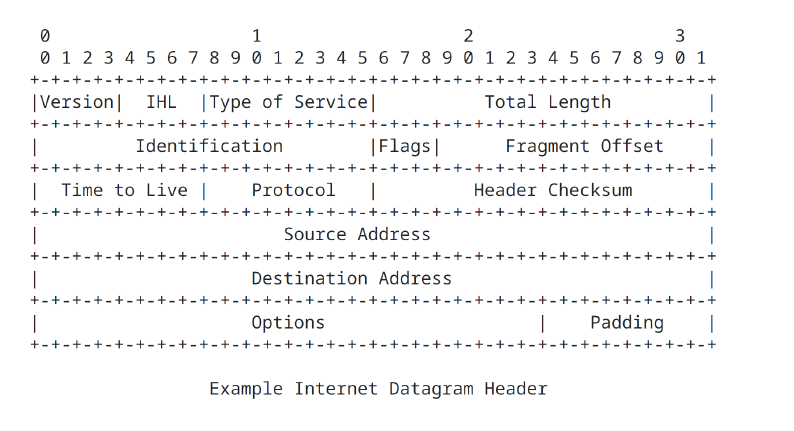 0                   1                   2                   3
 0 1 2 3 4 5 6 7 8 9 0 1 2 3 4 5 6 7 8 9 0 1 2 3 4 5 6 7 8 9 0 1
+-+-+-+-+-+-+-+-+-+-+-+-+-+-+-+-+-+-+-+-+-+-+-+-+-+-+-+-+-+-+-+-+
|Version|  IHL  |Type of Service|          Total Length         |
+-+-+-+-+-+-+-+-+-+-+-+-+-+-+-+-+-+-+-+-+-+-+-+-+-+-+-+-+-+-+-+-+
|         Identification        |Flags|      Fragment Offset    |
+-+-+-+-+-+-+-+-+-+-+-+-+-+-+-+-+-+-+-+-+-+-+-+-+-+-+-+-+-+-+-+-+
|  Time to Live |    Protocol   |         Header Checksum       |
+-+-+-+-+-+-+-+-+-+-+-+-+-+-+-+-+-+-+-+-+-+-+-+-+-+-+-+-+-+-+-+-+
|                       Source Address                          |
+-+-+-+-+-+-+-+-+-+-+-+-+-+-+-+-+-+-+-+-+-+-+-+-+-+-+-+-+-+-+-+-+
|                    Destination Address                        |
+-+-+-+-+-+-+-+-+-+-+-+-+-+-+-+-+-+-+-+-+-+-+-+-+-+-+-+-+-+-+-+-+
|                    Options                    |    Padding    |
+-+-+-+-+-+-+-+-+-+-+-+-+-+-+-+-+-+-+-+-+-+-+-+-+-+-+-+-+-+-+-+-+
                 Example Internet Datagram Header